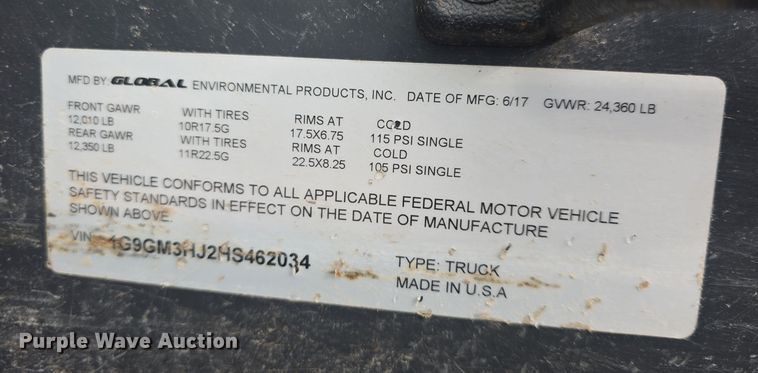 MFD BY: GLOBAL ENVIRONMENTAL PRODUCTS, INC. DATE OF MFG: 6/17 GVWR: 24,360 LB
FRONT GAWR WITH TIRES RIMS AT COLD
12,010 LB 10R17.5G 17.5X6.75 115 PSI SINGLE
REAR GAWR WITH TIRES RIMS AT COLD
12,350 LB 11R22.5G 22.5X8.25 105 PSI SINGLE
THIS VEHICLE CONFORMS TO ALL APPLICABLE FEDERAL MOTOR VEHICLE
SAFETY STANDARDS IN EFFECT ON THE DATE OF MANUFACTURE
SHOWN ABOVE.
VIN: 1G9GM3HJ2HS462034 TYPE: TRUCK
MADE IN U.S.A
Purple Wave Auction